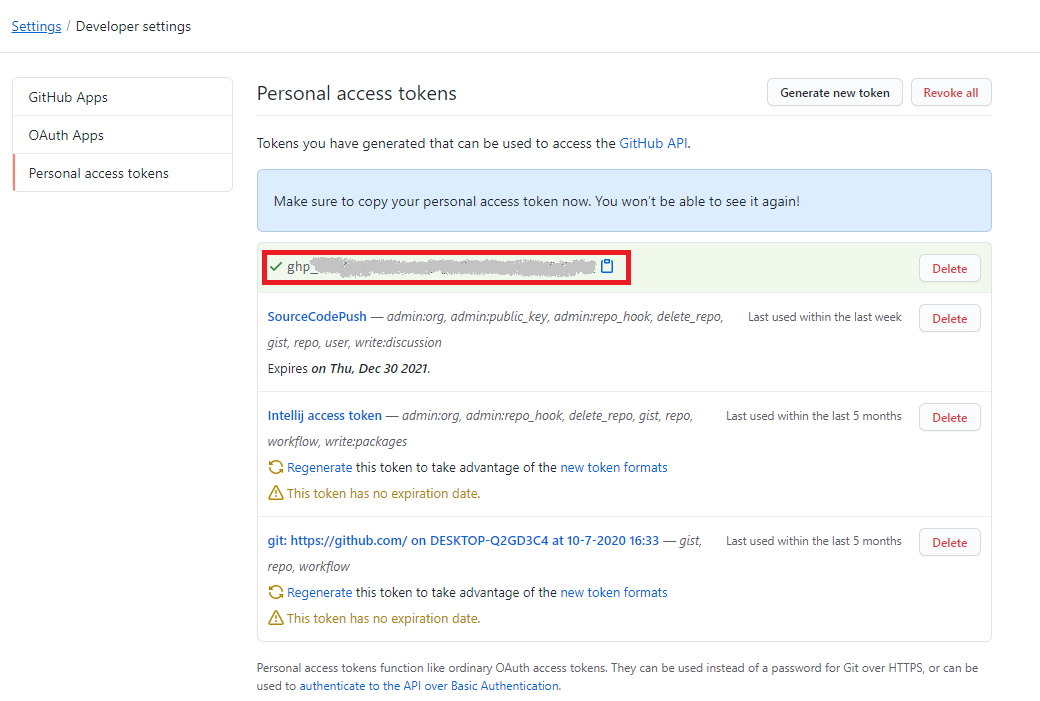 Settings / Developer settings
GitHub Apps
OAuth Apps
Personal access tokens
Personal access tokens
Generate new token
Revoke all
Tokens you have generated that can be used to access the GitHub API.
Make sure to copy your personal access token now. You won't be able to see it again!
ghp_
Delete
SourceCodePush — admin:org, admin:public_key, admin:repo_hook, delete_repo,
gist, repo, user, write:discussion
Last used within the last week
Delete
Expires on Thu, Dec 30 2021.
Intellij access token — admin:org, admin:repo_hook, delete_repo, gist, repo,
workflow, write:packages
Last used within the last 5 months
Delete
Regenerate this token to take advantage of the new token formats
This token has no expiration date.
git: https://github.com/ on DESKTOP-Q2GD3C4 at 10-7-2020 16:33 — gist,
repo, workflow
Last used within the last 5 months
Delete
Regenerate this token to take advantage of the new token formats
This token has no expiration date.
Personal access tokens function like ordinary OAuth access tokens. They can be used instead of a password for Git over HTTPS, or can be
used to authenticate to the API over Basic Authentication.